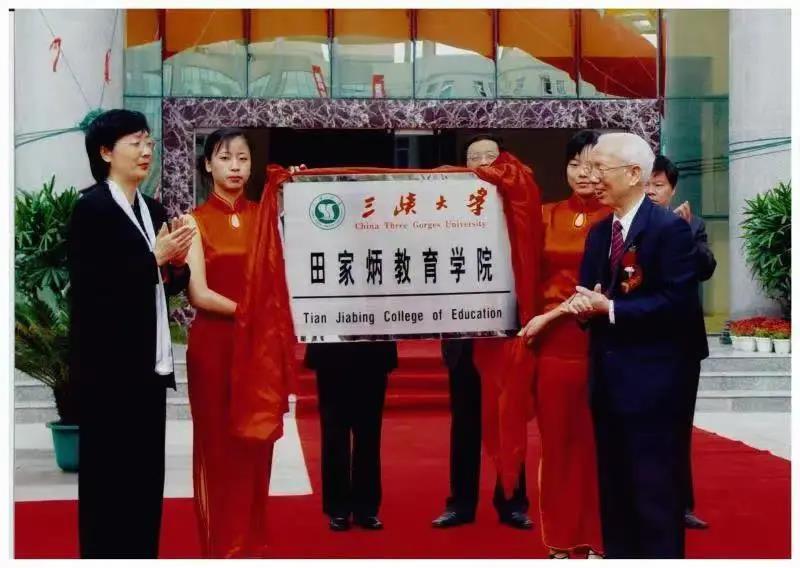 三峡大学
China Three Gorges University
田家炳教育学院
Tian Jiabing College of Education